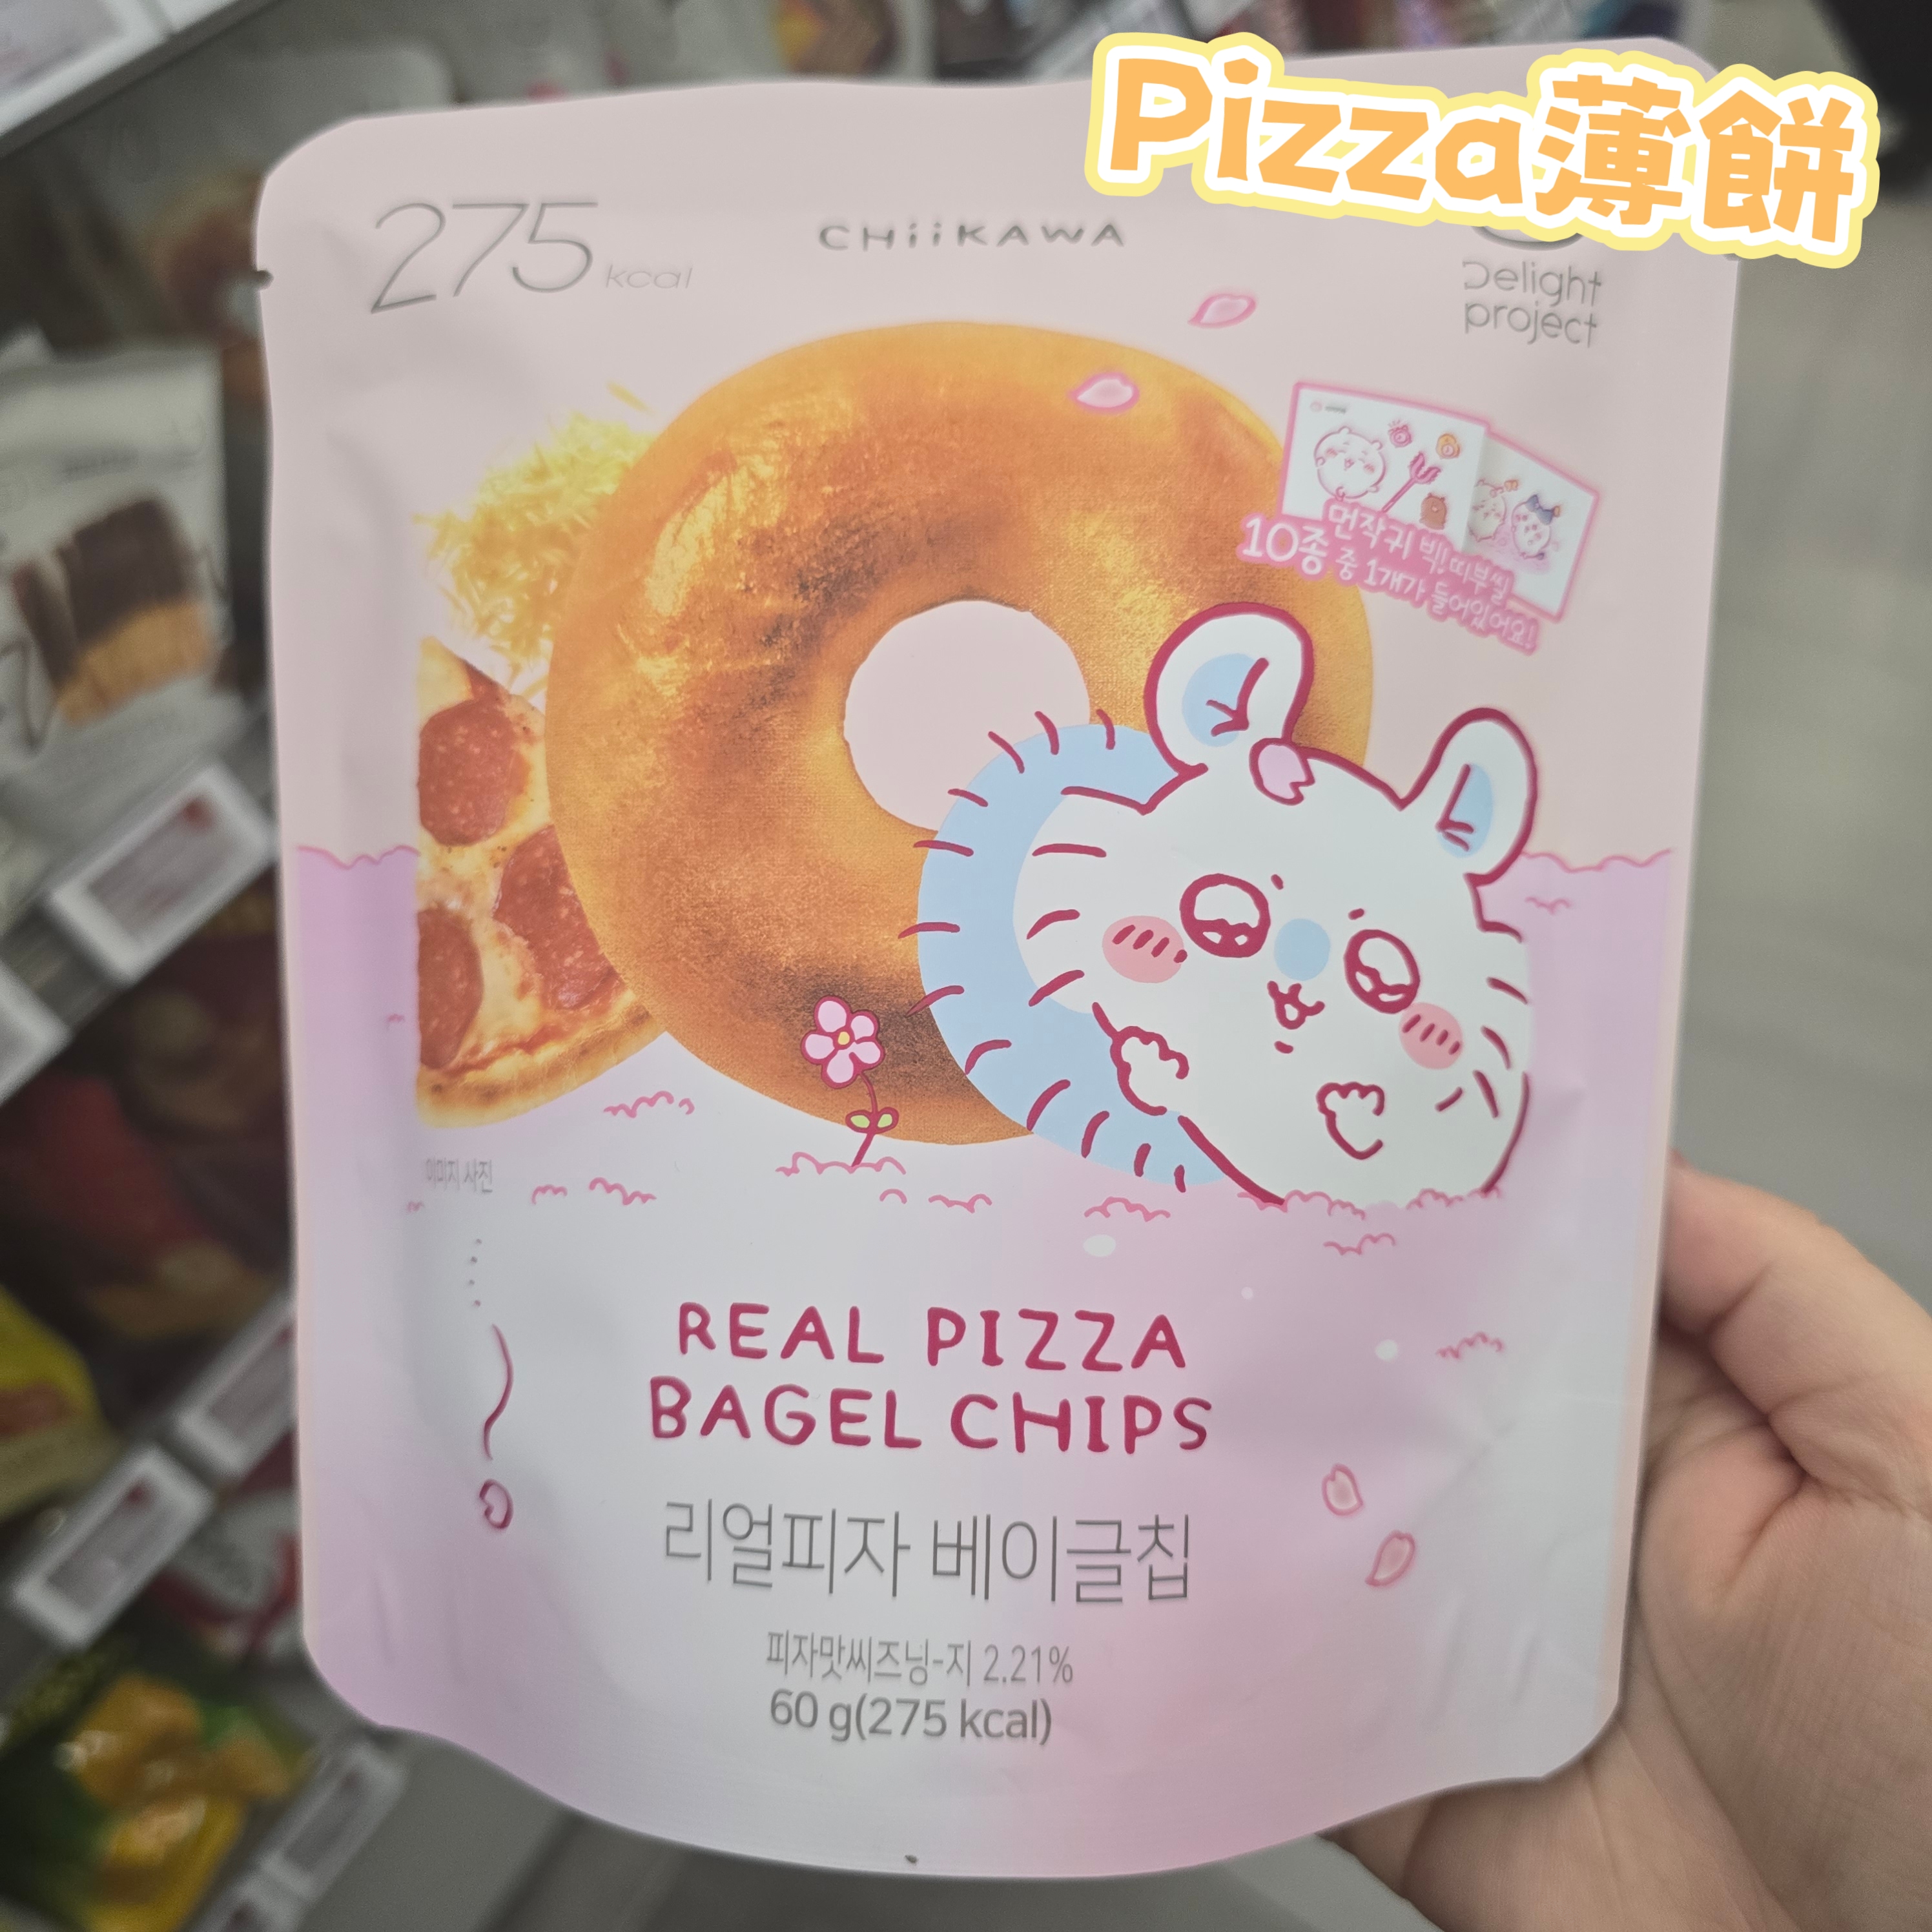 Pizza薄餅
275 kcal
CHiiKAWA
Delight
project
먼작귀 빅! 띠부씰
10종 중 1개가 들어있어요!
이미지 사진
REAL PIZZA
BAGEL CHIPS
리얼피자 베이글칩
피자맛씨즈닝-지 2.21%
60 g(275 kcal)